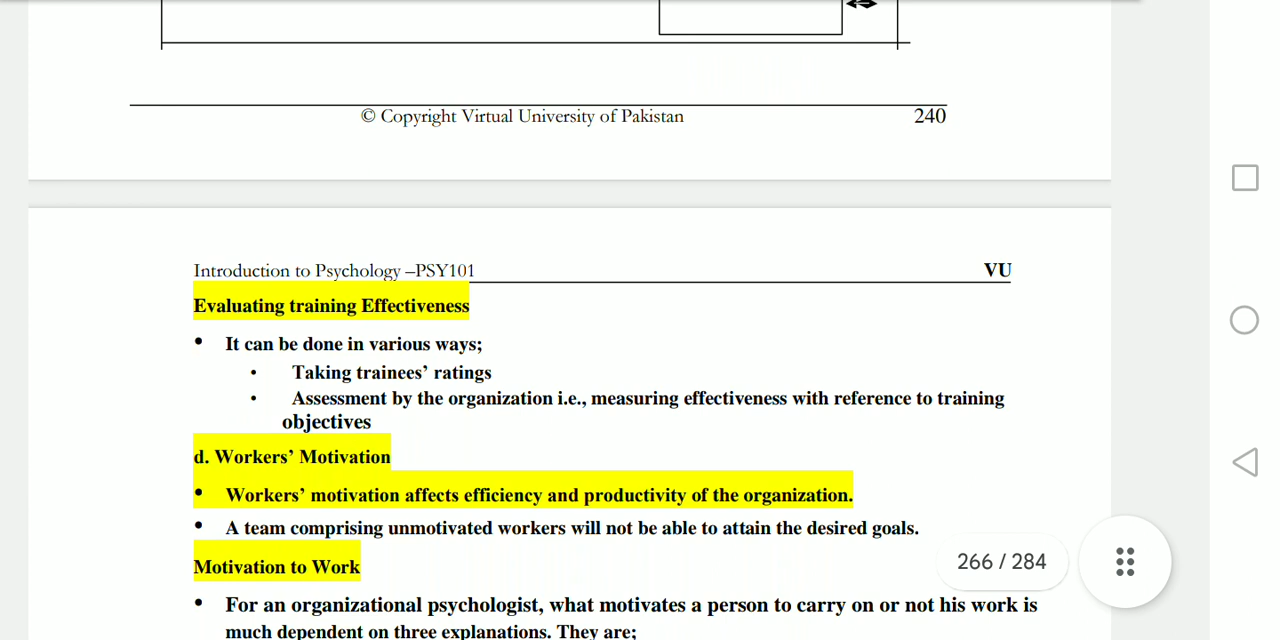 © Copyright Virtual University of Pakistan 240
Introduction to Psychology –PSY101 VU
Evaluating training Effectiveness
• It can be done in various ways;
• Taking trainees’ ratings
• Assessment by the organization i.e., measuring effectiveness with reference to training
objectives
d. Workers’ Motivation
• Workers’ motivation affects efficiency and productivity of the organization.
• A team comprising unmotivated workers will not be able to attain the desired goals.
266 / 284
Motivation to Work
• For an organizational psychologist, what motivates a person to carry on or not his work is
much dependent on three explanations. They are;